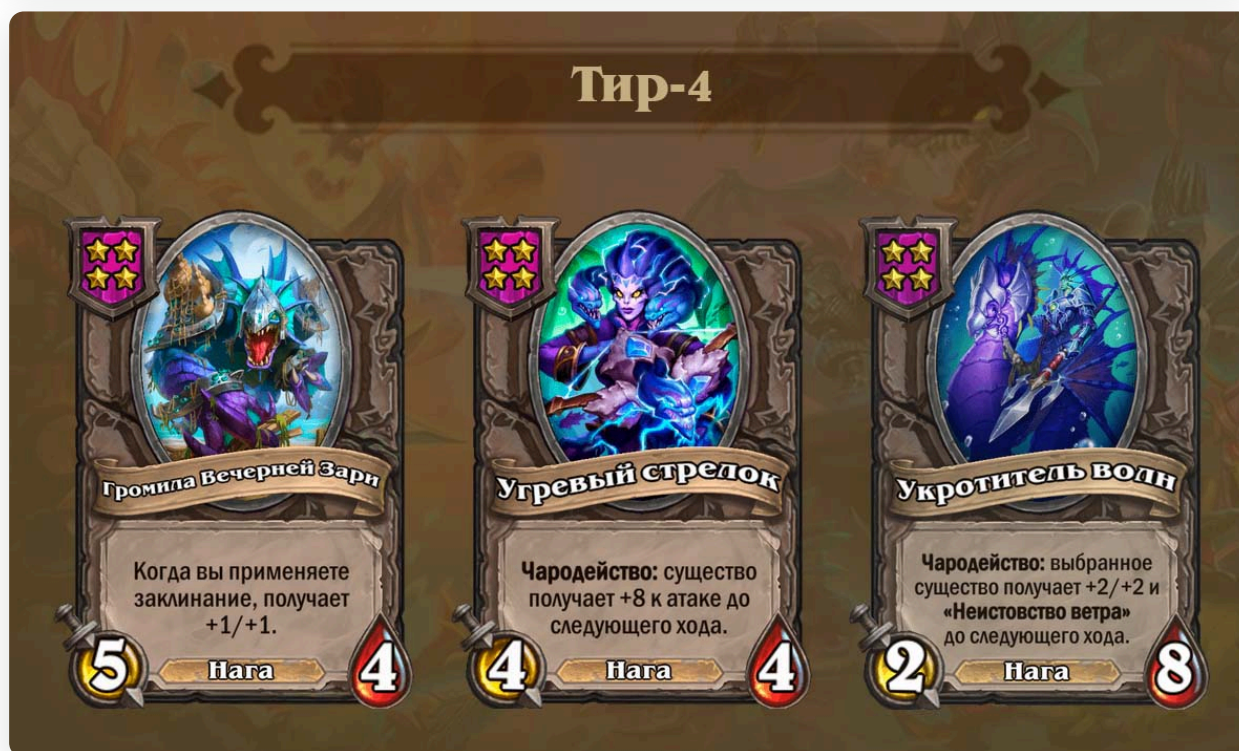 Тир-4
Громила Вечерней Зари
Когда вы применяете
заклинание, получает
+1/+1.
5
Нага
4
Угревый стрелок
Чародейство: существо
получает +8 к атаке до
следующего хода.
4
Нага
4
Укротитель волн
Чародейство: выбранное
существо получает +2/+2 и
«Неистовство ветра»
до следующего хода.
2
Нага
8